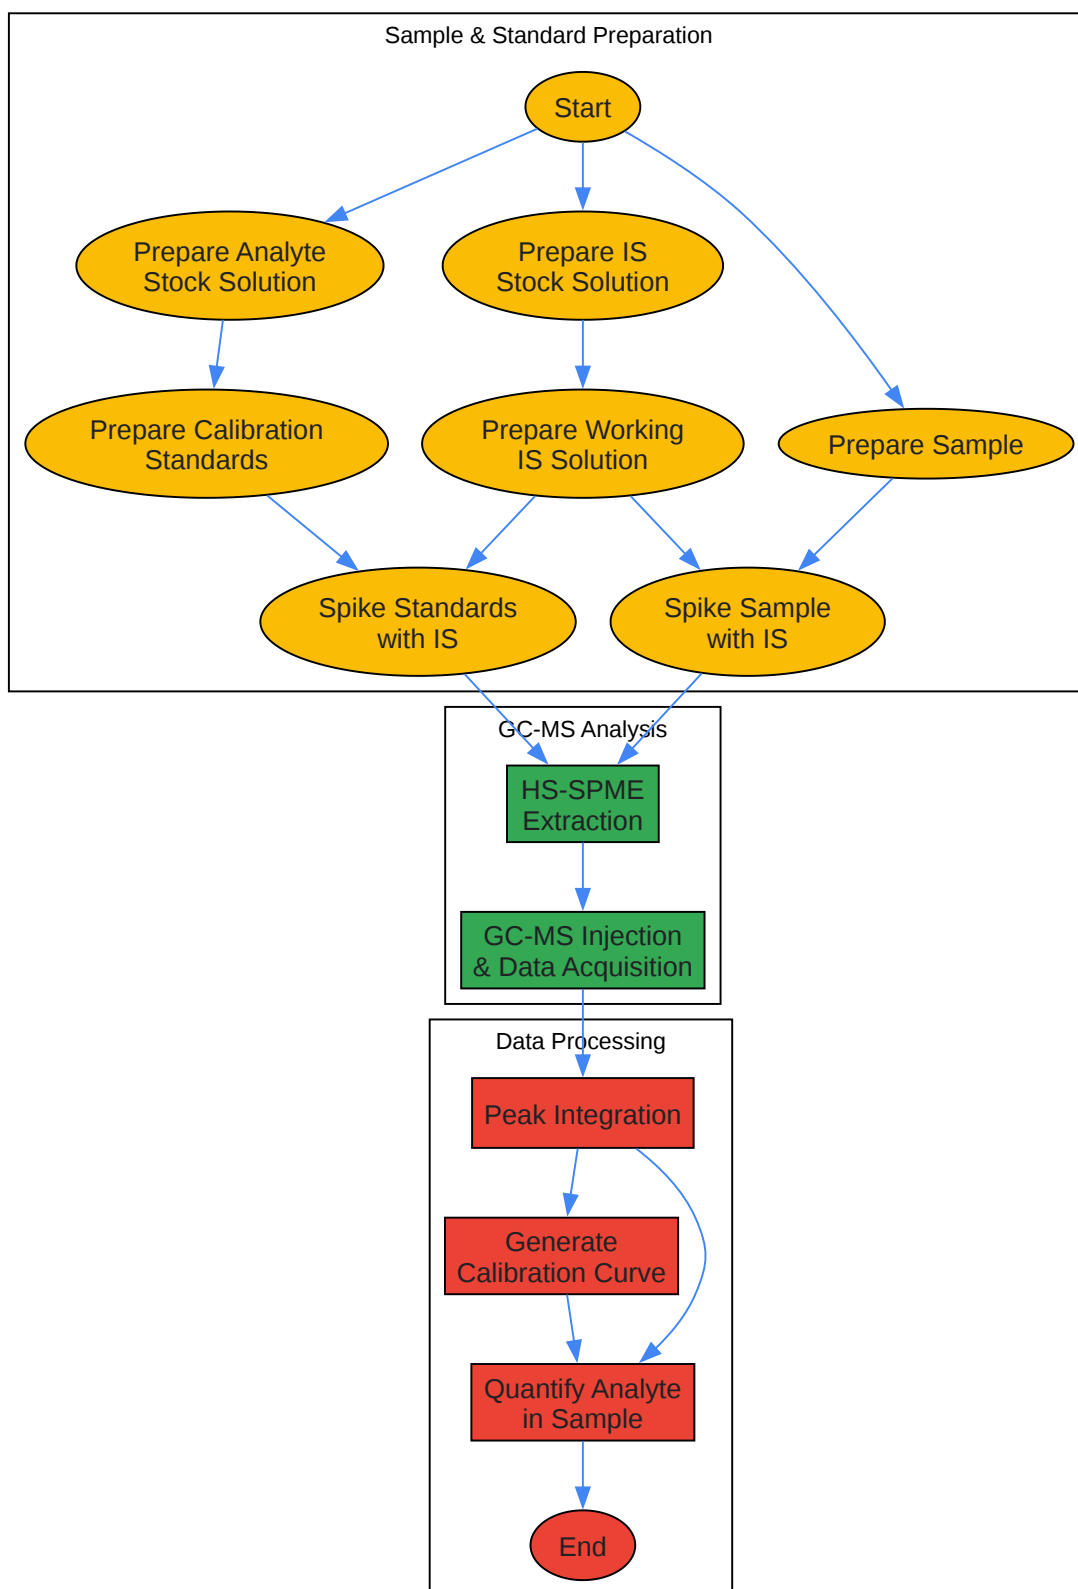 Sample & Standard Preparation
Start
Prepare Analyte
Stock Solution
Prepare IS
Stock Solution
Prepare Calibration
Standards
Prepare Working
IS Solution
Prepare Sample
Spike Standards
with IS
Spike Sample
with IS
GC-MS Analysis
HS-SPME
Extraction
GC-MS Injection
& Data Acquisition
Data Processing
Peak Integration
Generate
Calibration Curve
Quantify Analyte
in Sample
End